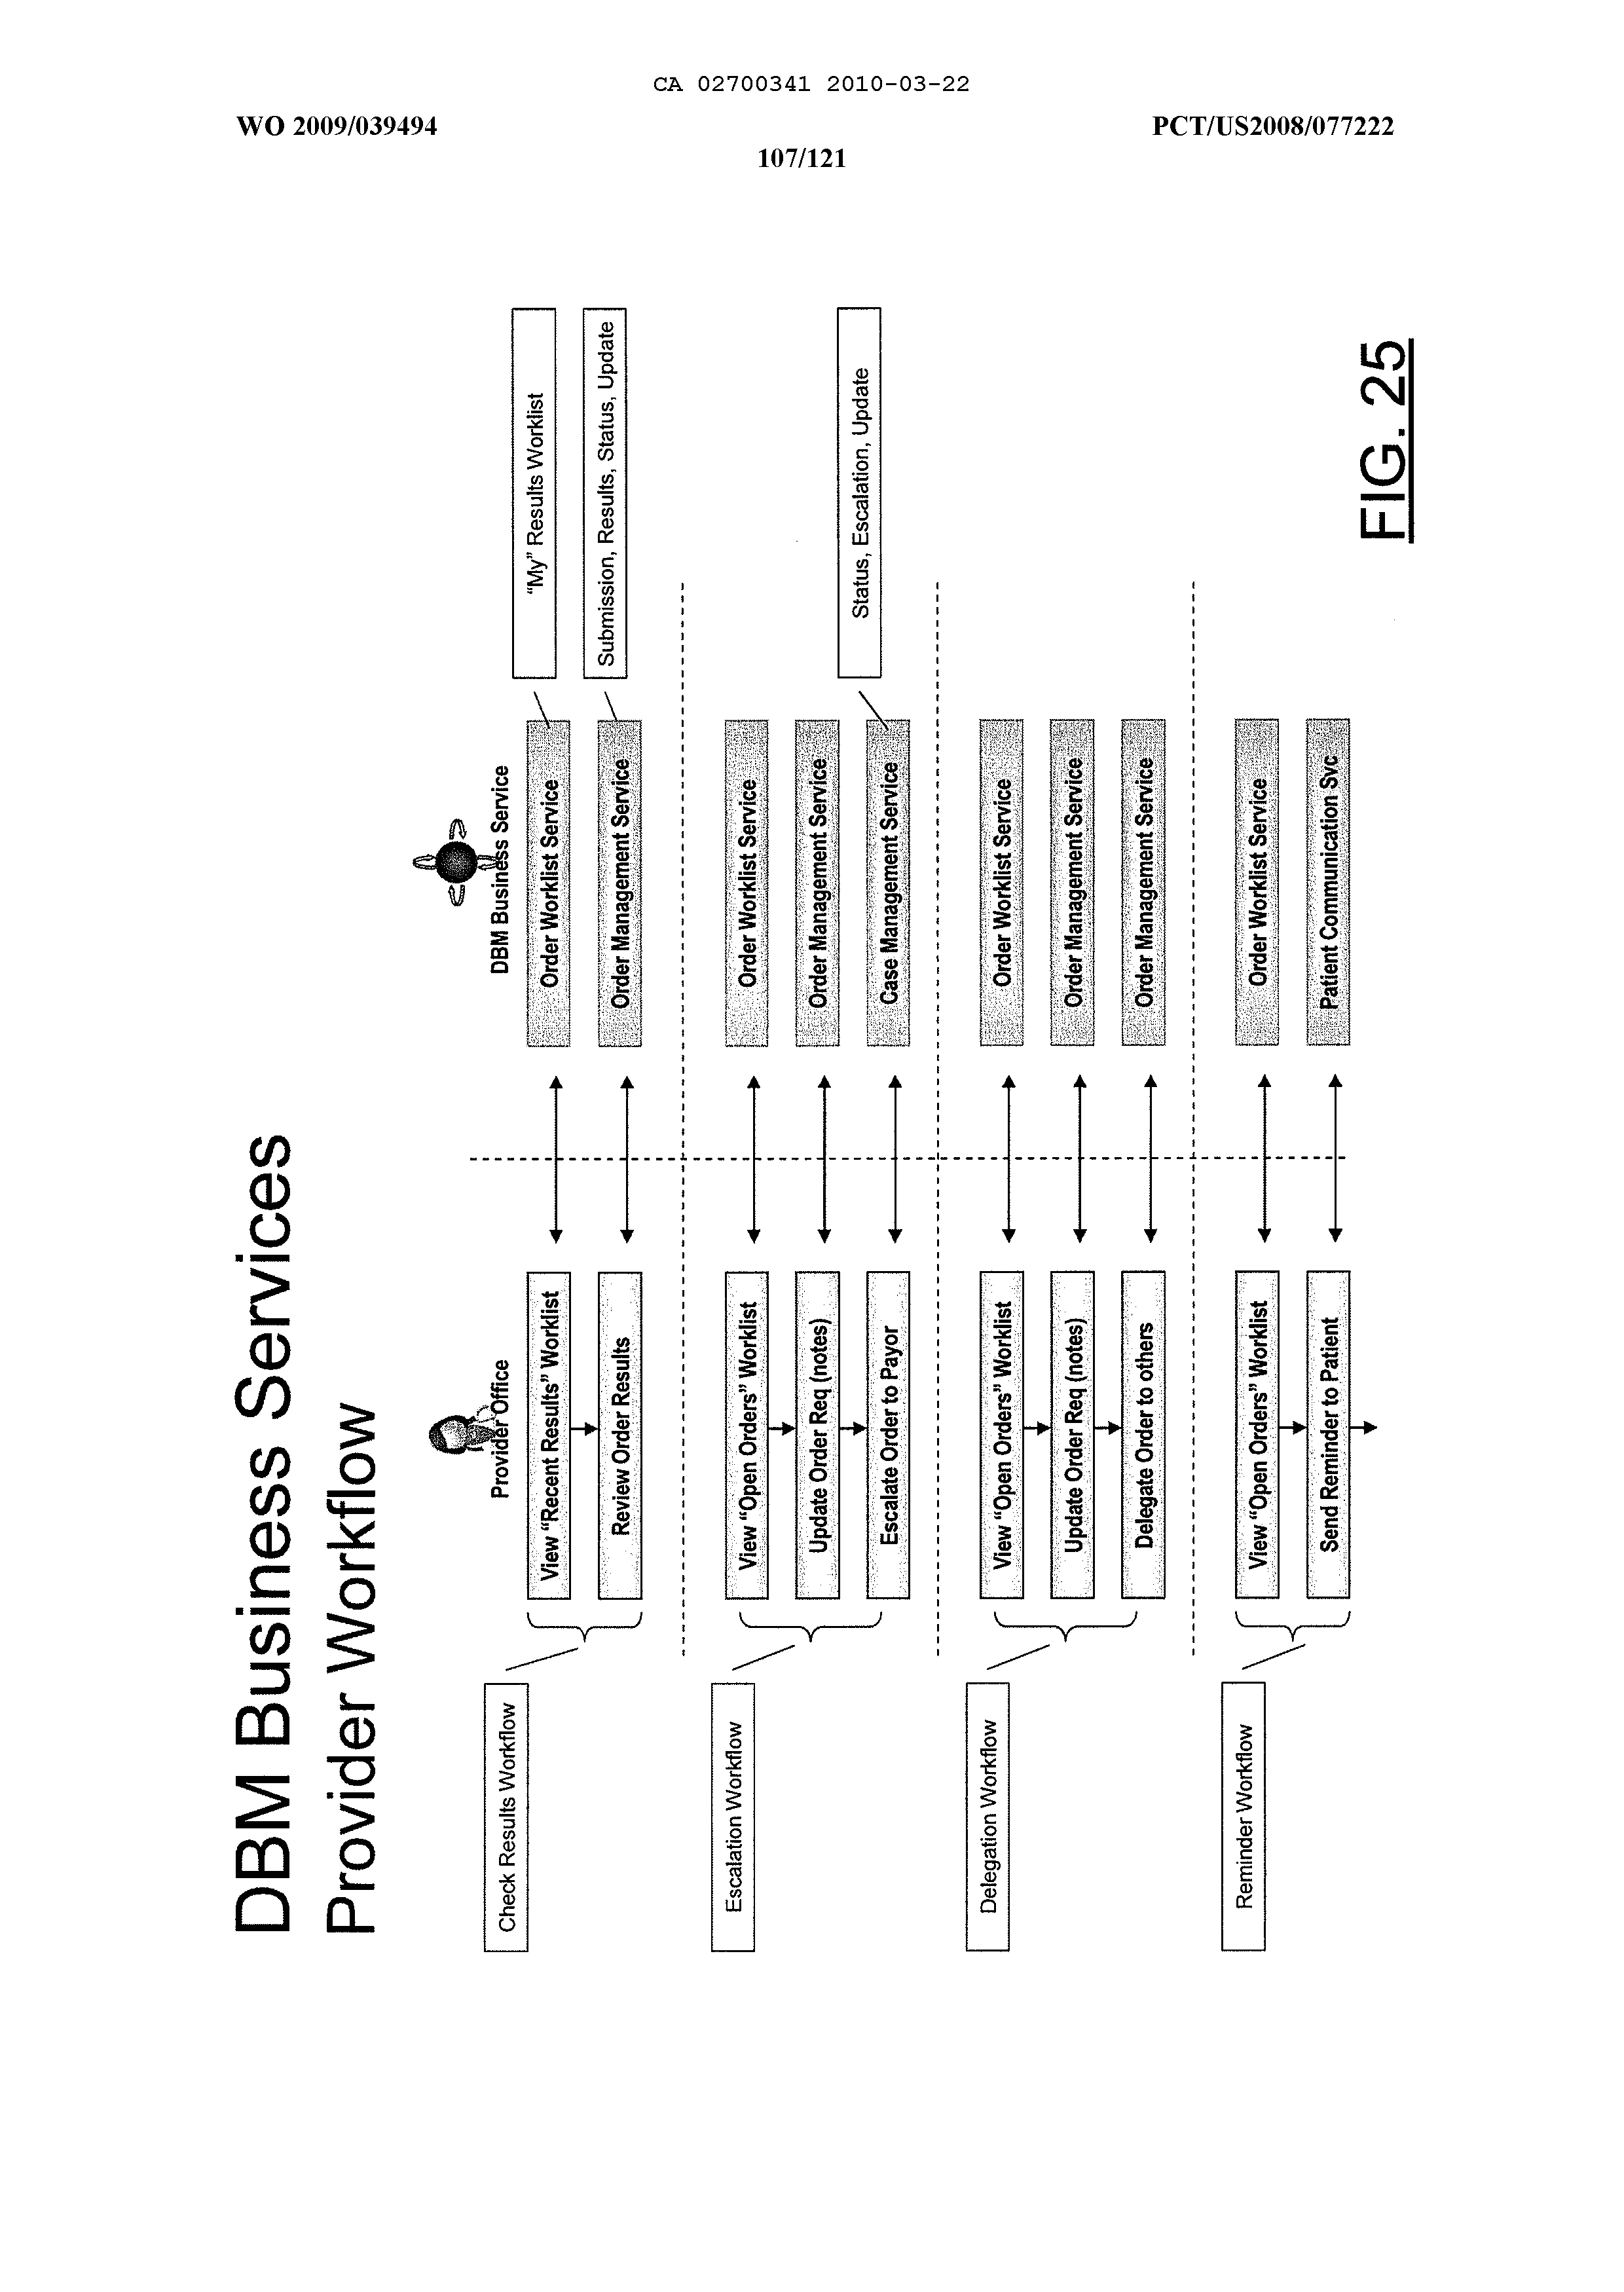 CA 02700341 2010-03-22
WO 2009/039494
PCT/US2008/077222
107/121
DBM Business Services
Provider Workflow
Provider Office
DBM Business Service
Check Results Workflow
View “Recent Results” Worklist
Order Worklist Service
“My” Results Worklist
Review Order Results
Order Management Service
Submission, Results, Status, Update
Escalation Workflow
View “Open Orders” Worklist
Order Worklist Service
Update Order Req (notes)
Order Management Service
Escalate Order to Payor
Case Management Service
Status, Escalation, Update
Delegation Workflow
View “Open Orders” Worklist
Order Worklist Service
Update Order Req (notes)
Order Management Service
Delegate Order to others
Order Management Service
Reminder Workflow
View “Open Orders” Worklist
Order Worklist Service
Send Reminder to Patient
Patient Communication Svc
FIG. 25